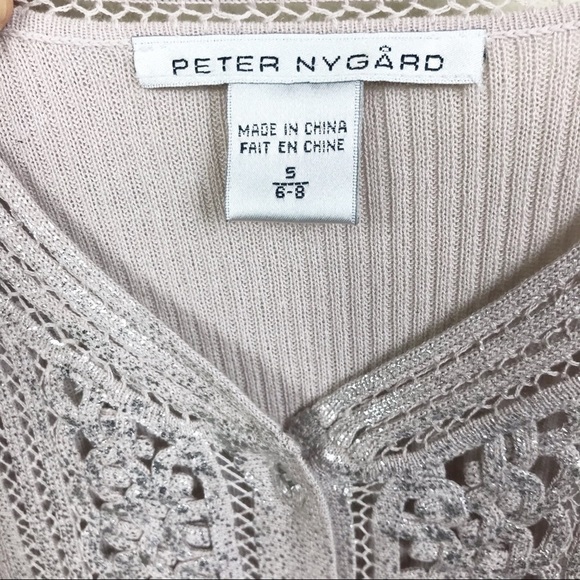 PETER NYGÅRD
MADE IN CHINA
FAIT EN CHINE
S
6-8